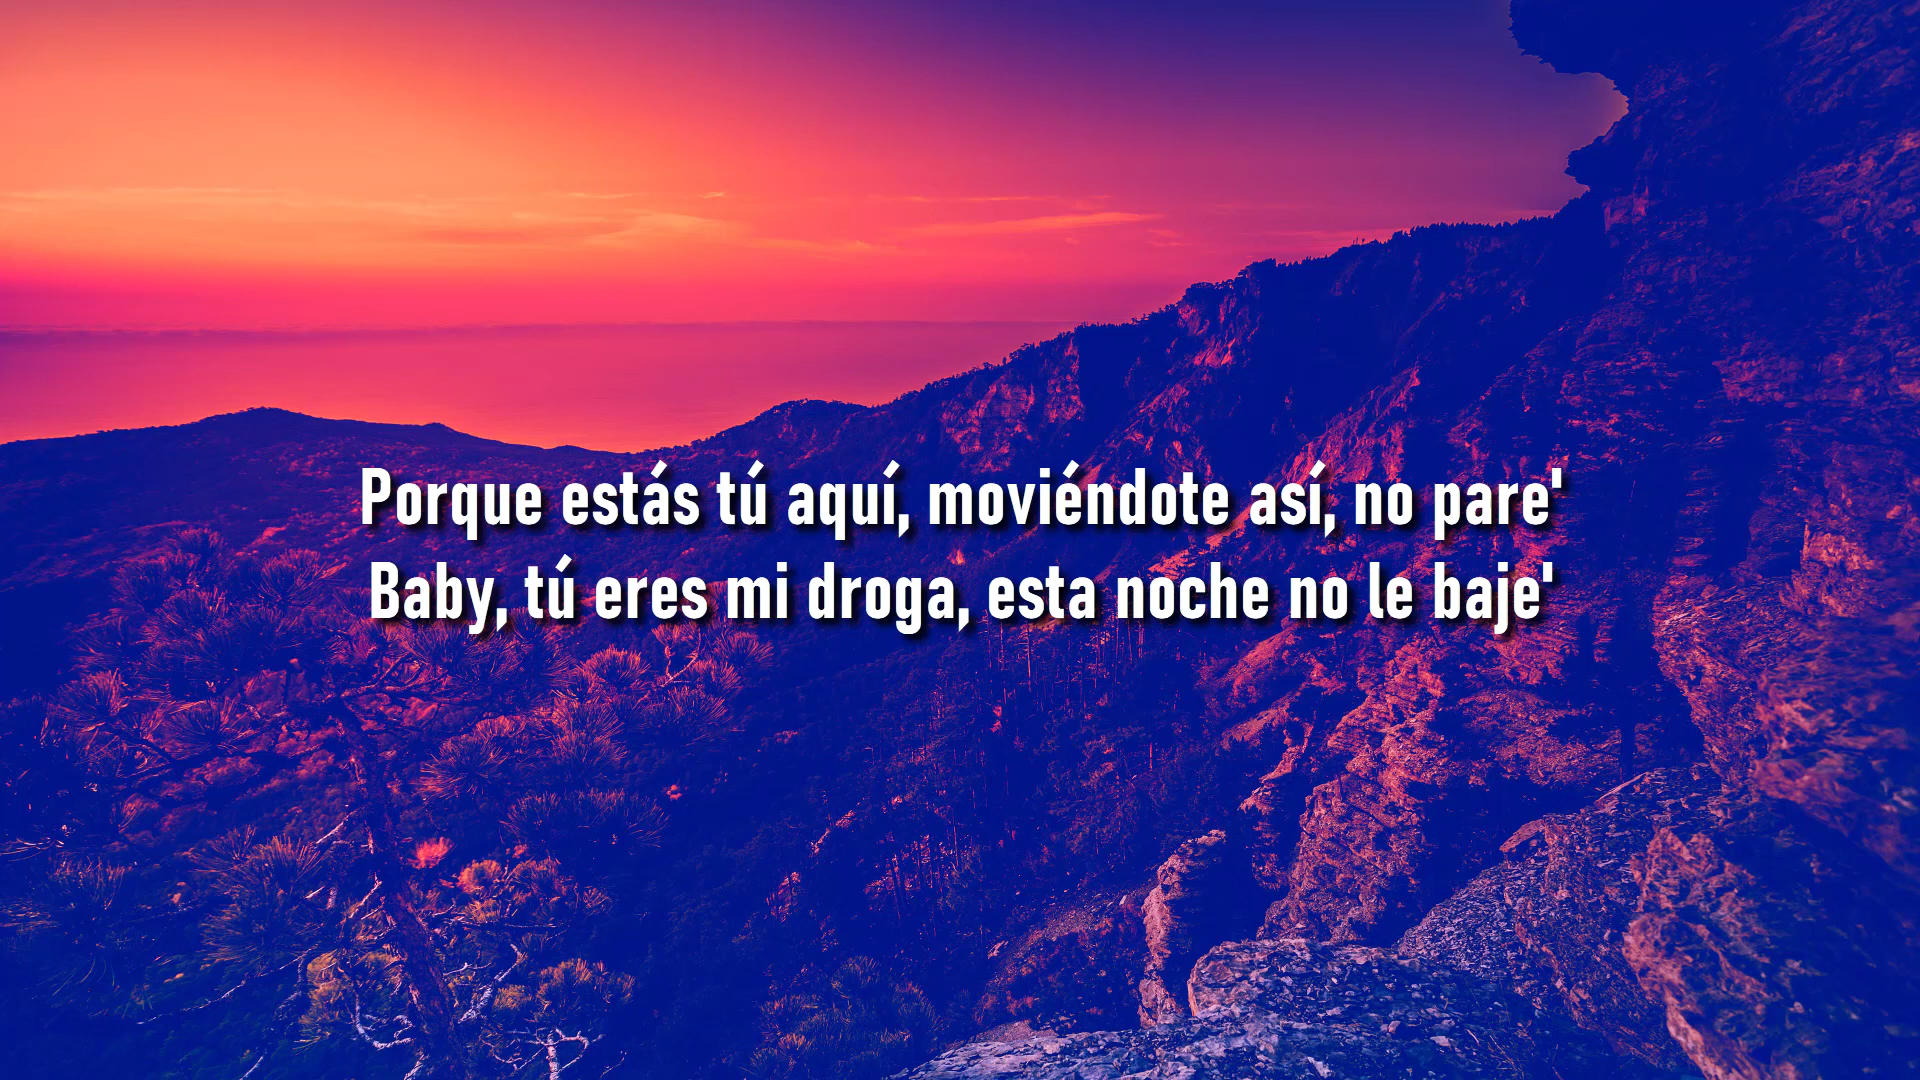 Porque estás tú aquí, moviéndote así, no pare'
Baby, tú eres mi droga, esta noche no le baje'